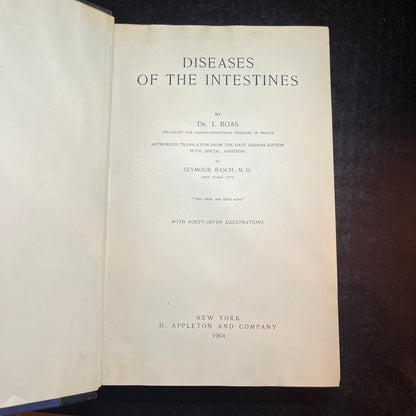 DISEASES
OF THE INTESTINES
BY
DR. I. BOAS
SPECIALIST FOR GASTRO-INTESTINAL DISEASES IN BERLIN
AUTHORIZED TRANSLATION FROM THE FIRST GERMAN EDITION
WITH SPECIAL ADDITIONS
BY
SEYMOUR BASCH, M. D.
NEW YORK CITY
WITH FORTY-SEVEN ILLUSTRATIONS
NEW YORK
D. APPLETON AND COMPANY
1901